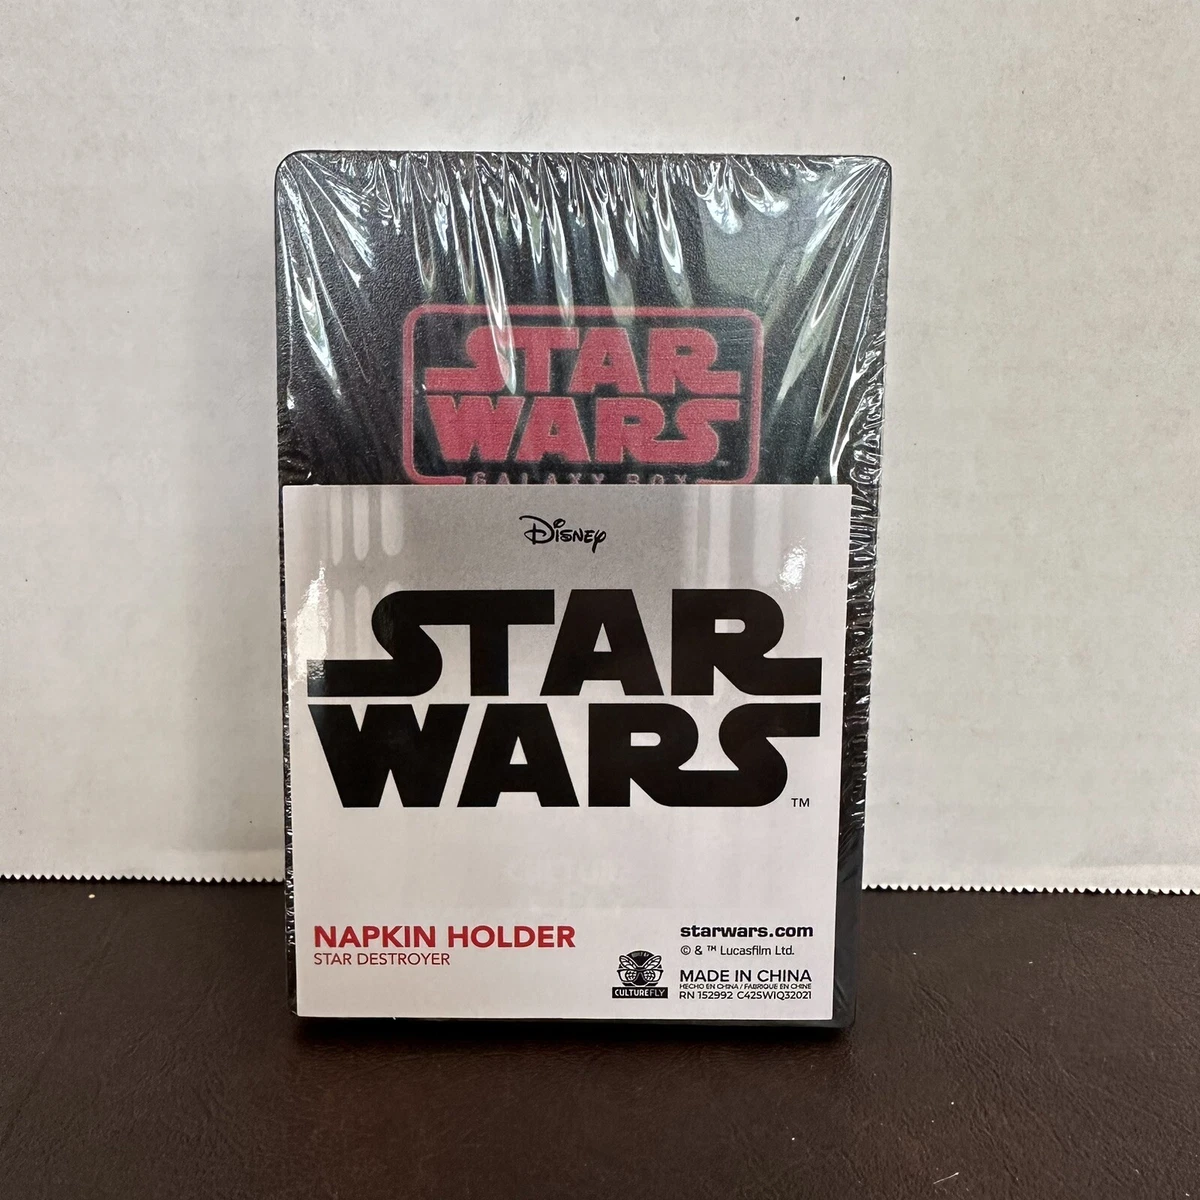 STAR
WARS
GALAXY BOX
Disney
STAR
WARS
TM
NAPKIN HOLDER
STAR DESTROYER
starwars.com
© & ™ Lucasfilm Ltd.
CULTUREFLY
MADE IN CHINA
HECHO EN CHINA / FABRIQUE EN CHINE
RN 152992 C42SWIQ32021